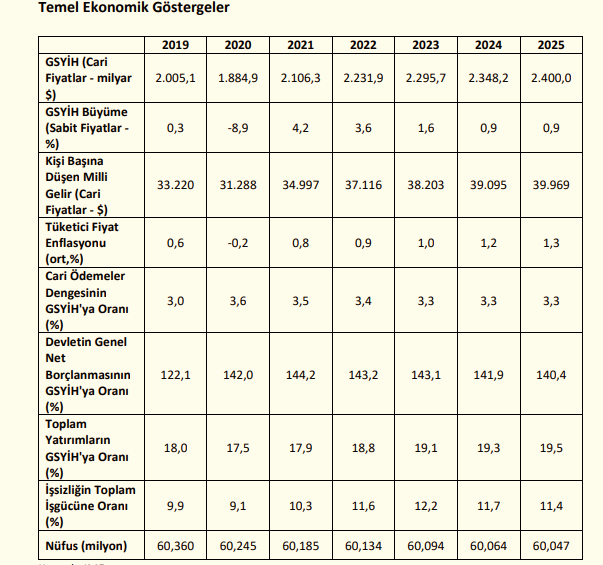 Temel Ekonomik Göstergeler
2019 2020 2021 2022 2023 2024 2025
GSYİH (Cari
Fiyatlar - milyar
$)
2.005,1 1.884,9 2.106,3 2.231,9 2.295,7 2.348,2 2.400,0
GSYİH Büyüme
(Sabit Fiyatlar -
%)
0,3 -8,9 4,2 3,6 1,6 0,9 0,9
Kişi Başına
Düşen Milli
Gelir (Cari
Fiyatlar - $)
33.220 31.288 34.997 37.116 38.203 39.095 39.969
Tüketici Fiyat
Enflasyonu
(ort,%)
0,6 -0,2 0,8 0,9 1,0 1,2 1,3
Cari Ödemeler
Dengesinin
GSYİH'ya Oranı
(%)
3,0 3,6 3,5 3,4 3,3 3,3 3,3
Devletin Genel
Net
Borçlanmasının
GSYİH'ya Oranı
(%)
122,1 142,0 144,2 143,2 143,1 141,9 140,4
Toplam
Yatırımların
GSYİH'ya Oranı
(%)
18,0 17,5 17,9 18,8 19,1 19,3 19,5
İşsizliğin Toplam
İşgücüne Oranı
(%)
9,9 9,1 10,3 11,6 12,2 11,7 11,4
Nüfus (milyon) 60,360 60,245 60,185 60,134 60,094 60,064 60,047